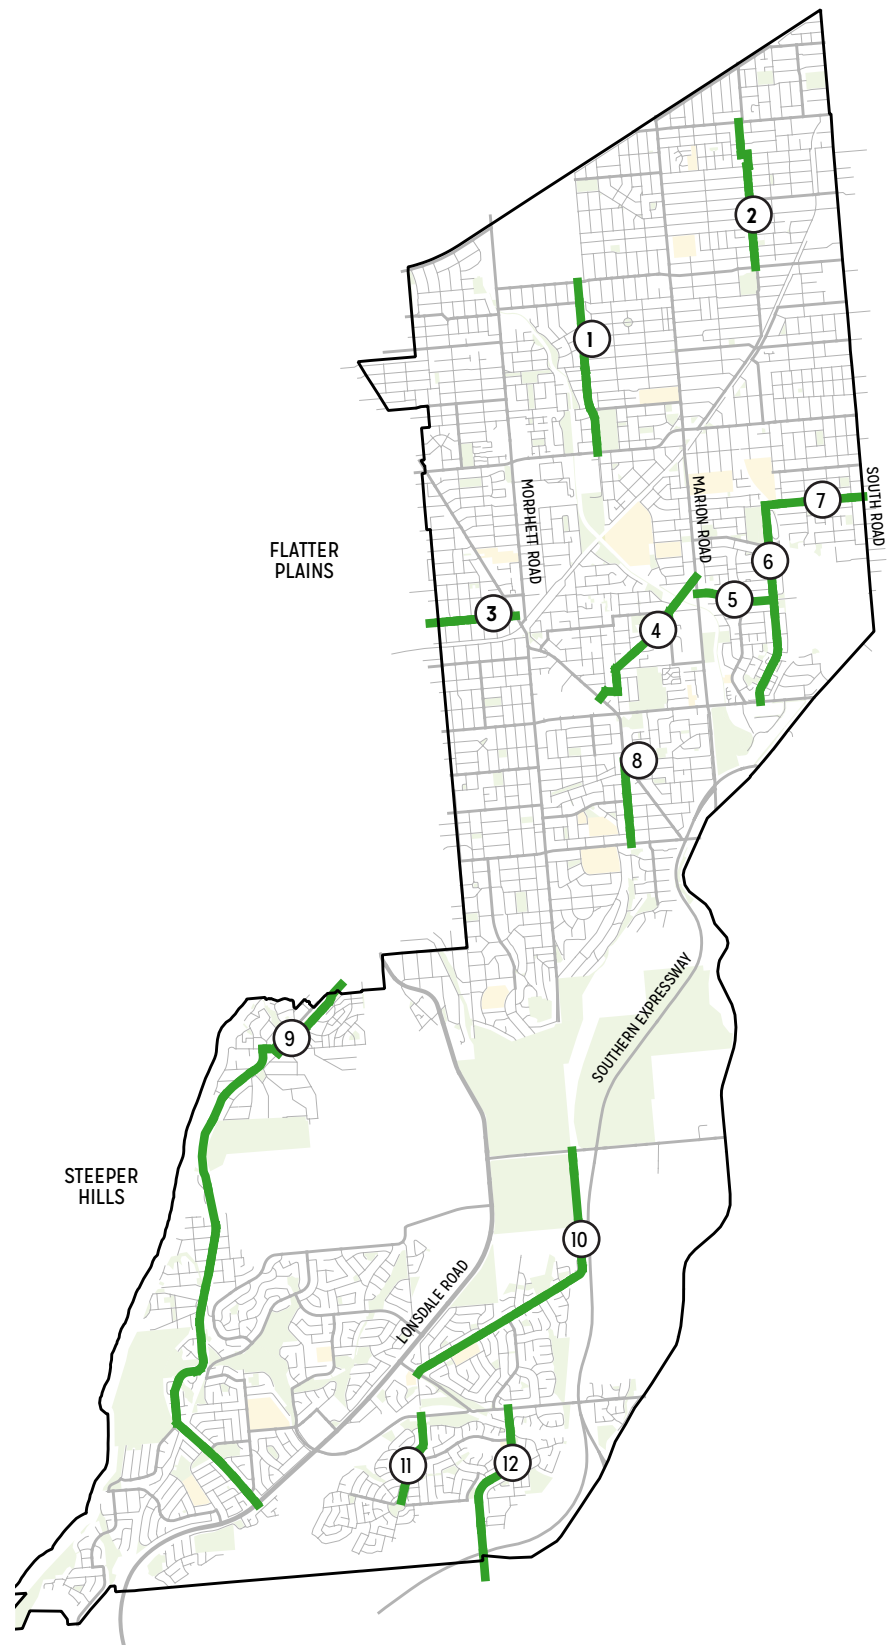 2
1
SOUTH ROAD
MORPHETT ROAD
MARION ROAD
7
FLATTER
PLAINS
6
5
3
4
8
SOUTHERN EXPRESSWAY
9
STEEPER
HILLS
10
LONSDALE ROAD
11
12